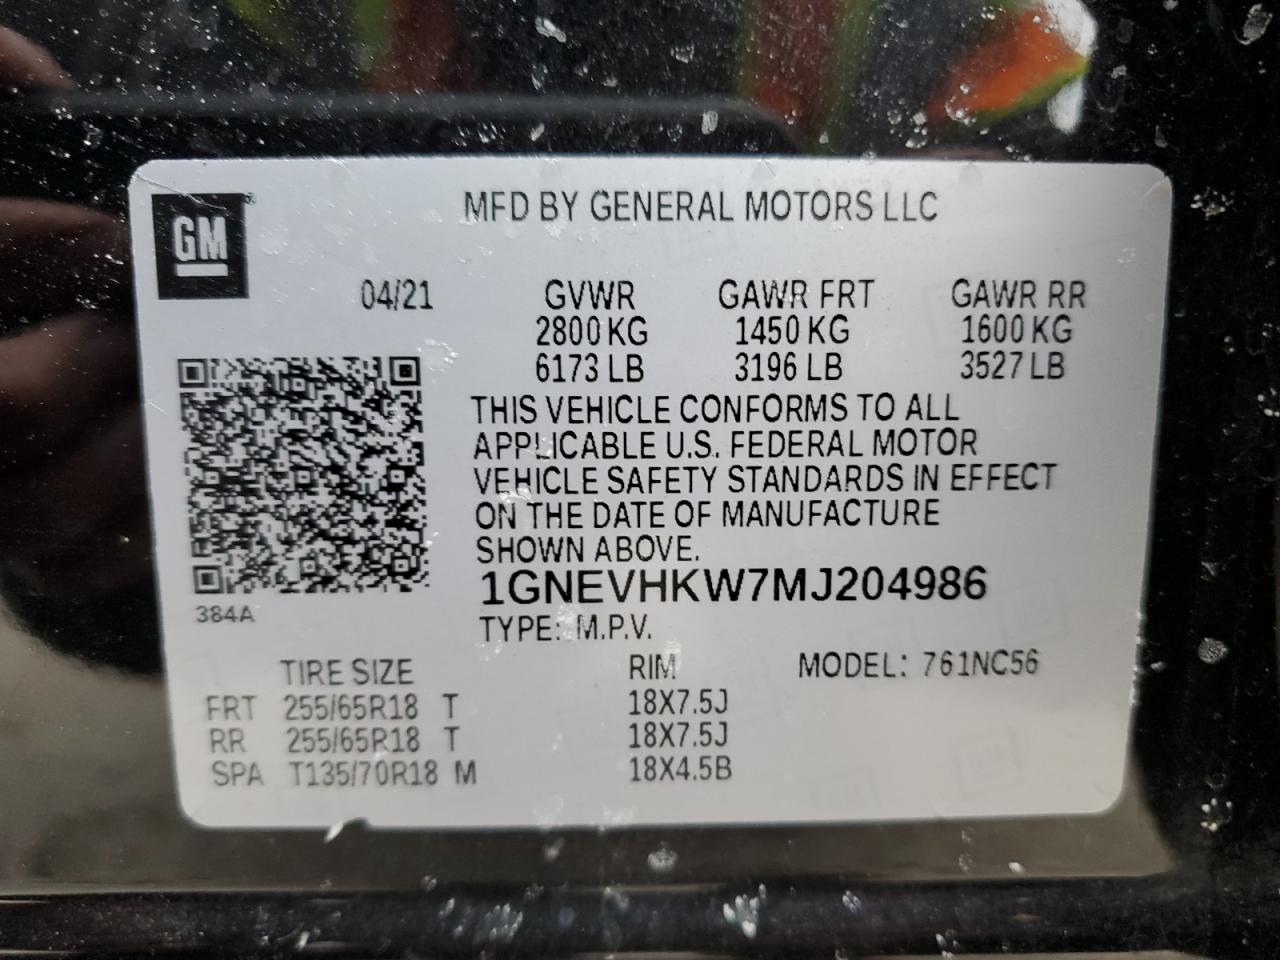 MFD BY GENERAL MOTORS LLC
GM
04/21 GVWR GAWR FRT GAWR RR
2800 KG 1450 KG 1600 KG
6173 LB 3196 LB 3527 LB
THIS VEHICLE CONFORMS TO ALL
APPLICABLE U.S. FEDERAL MOTOR
VEHICLE SAFETY STANDARDS IN EFFECT
ON THE DATE OF MANUFACTURE
SHOWN ABOVE.
1GNEVHKW7MJ204986
384A
TYPE: M.P.V.
TIRE SIZE RIM MODEL: 761NC56
FRT 255/65R18 T 18X7.5J
RR 255/65R18 T 18X7.5J
SPA T135/70R18 M 18X4.5B